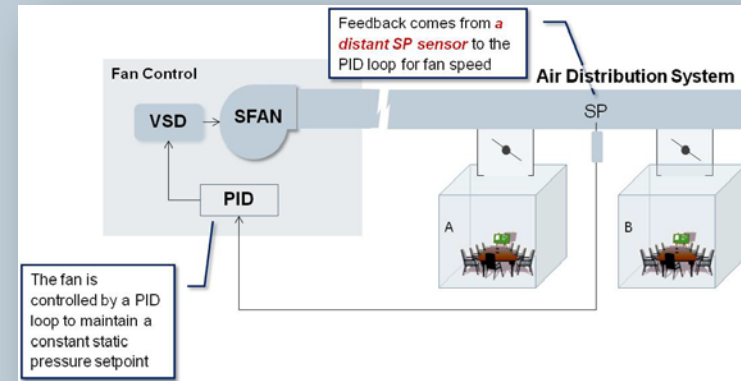 Feedback comes from a
distant SP sensor to the
PID loop for fan speed
Fan Control
Air Distribution System
VSD
SFAN
SP
PID
A
B
The fan is
controlled by a PID
loop to maintain a
constant static
pressure setpoint